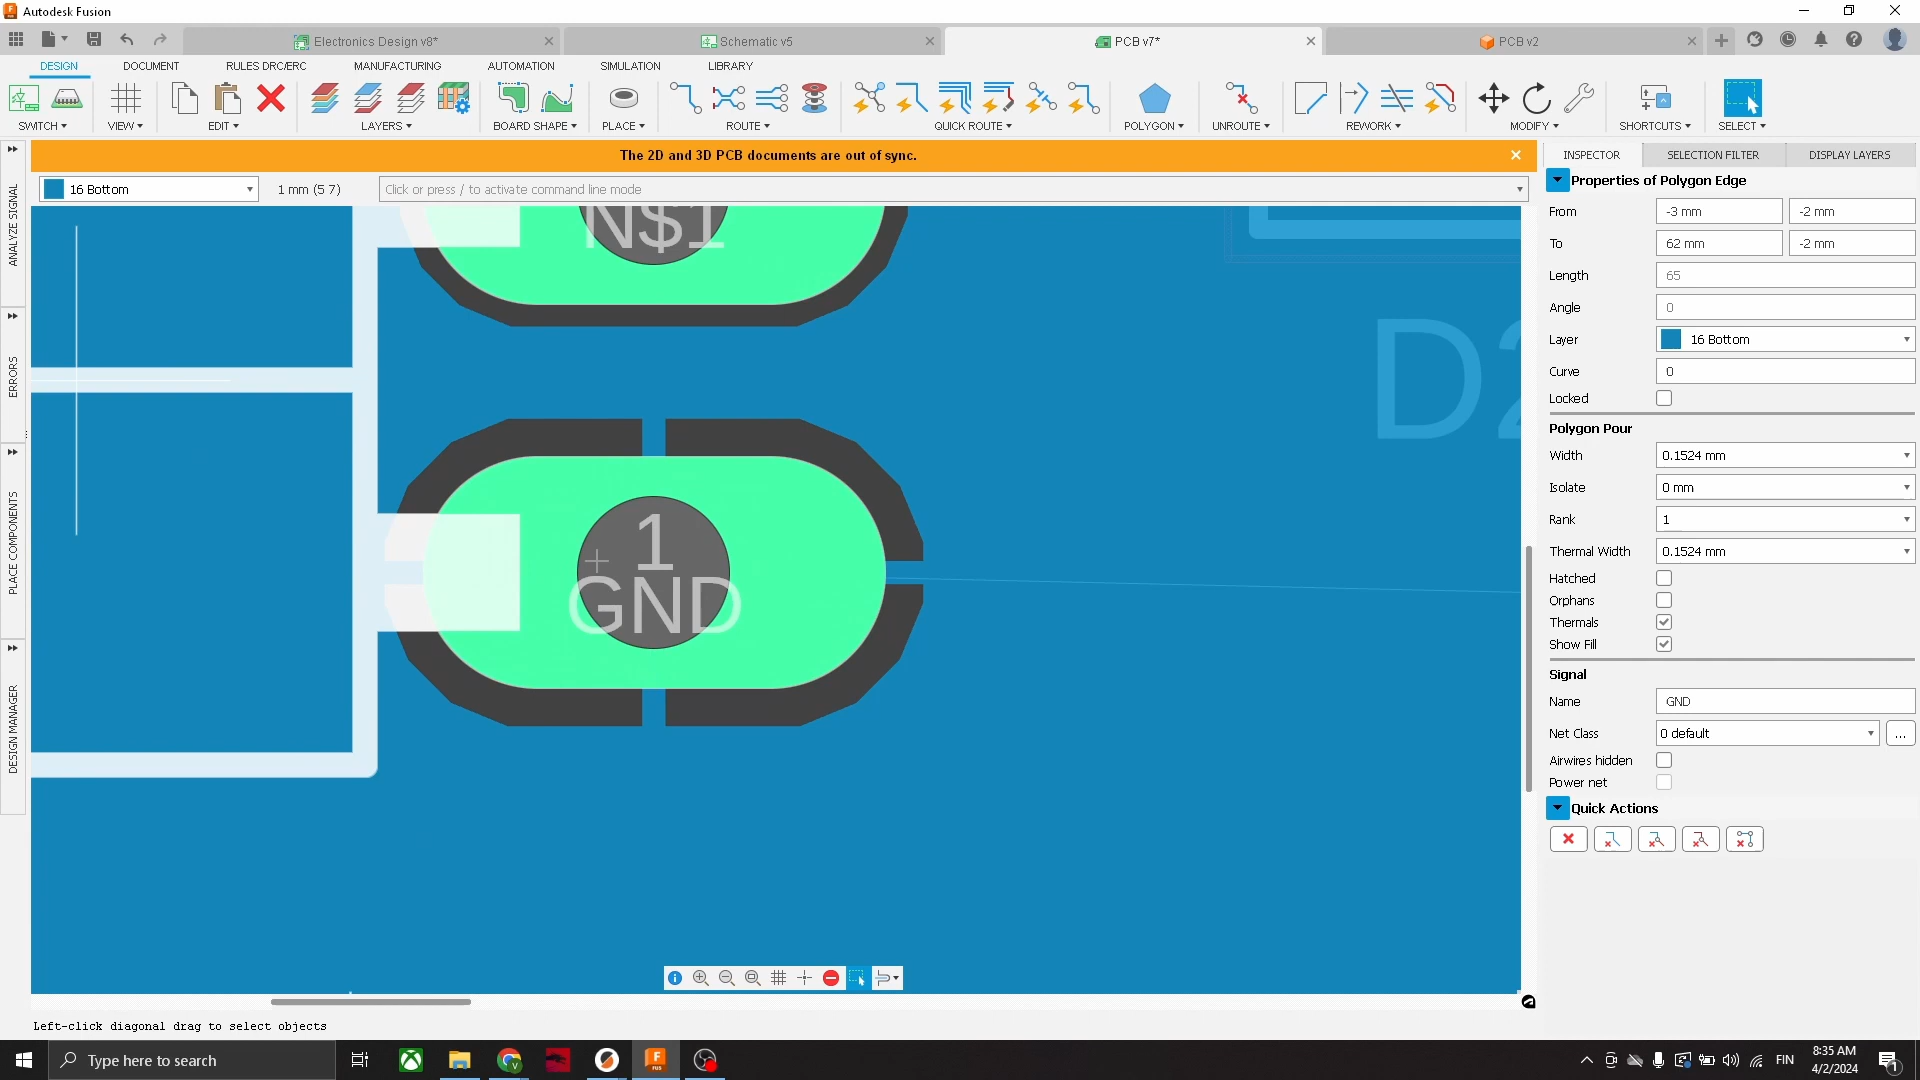 Autodesk Fusion
Electronics Design v8*
Schematic v5
PCB v7*
PCB v2
DESIGN
DOCUMENT
RULES DRC/ERC
MANUFACTURING
AUTOMATION
SIMULATION
LIBRARY
SWITCH
VIEW
EDIT
LAYERS
BOARD SHAPE
PLACE
ROUTE
QUICK ROUTE
POLYGON
UNROUTE
REWORK
MODIFY
SHORTCUTS
SELECT
The 2D and 3D PCB documents are out of sync.
16 Bottom
1 mm (5 7)
Click or press / to activate command line mode
ANALYZE SIGNAL
ERRORS
PLACE COMPONENTS
DESIGN MANAGER
N$1
1
GND
D2
INSPECTOR
SELECTION FILTER
DISPLAY LAYERS
Properties of Polygon Edge
From -3 mm -2 mm
To 62 mm -2 mm
Length 65
Angle 0
Layer 16 Bottom
Curve 0
Locked
Polygon Pour
Width 0.1524 mm
Isolate 0 mm
Rank 1
Thermal Width 0.1524 mm
Hatched
Orphans
Thermals
Show Fill
Signal
Name GND
Net Class 0 default ...
Airwires hidden
Power net
Quick Actions
Left-click diagonal drag to select objects
Type here to search
FIN
8:35 AM
4/2/2024
1